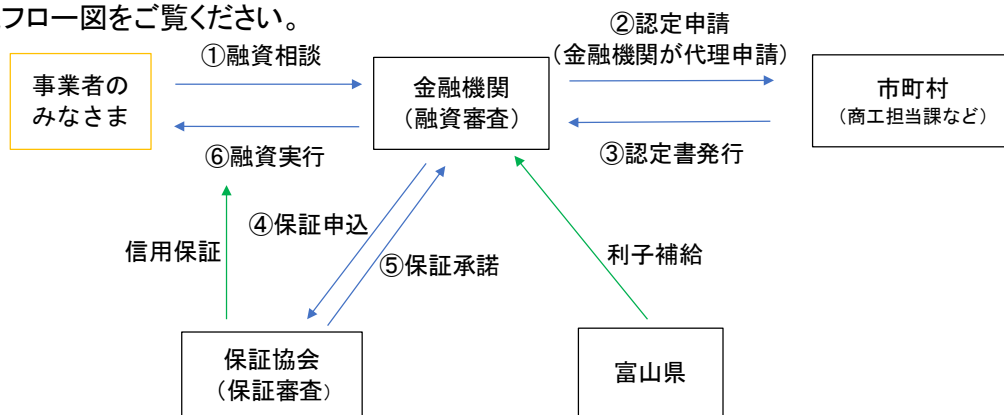 フロー図をご覧ください。
①融資相談
②認定申請
(金融機関が代理申請)
事業者の
みなさま
金融機関
(融資審査)
市町村
(商工担当課など)
⑥融資実行
③認定書発行
④保証申込
信用保証
⑤保証承諾
利子補給
保証協会
(保証審査)
富山県